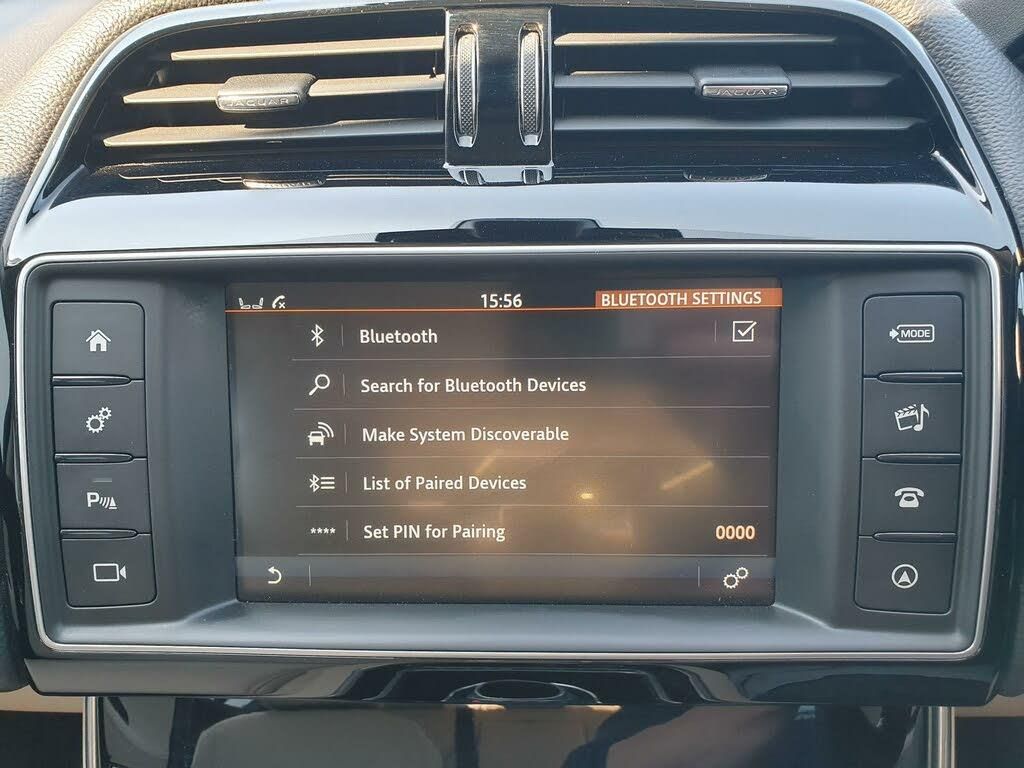 JAGUAR
JAGUAR
15:56
BLUETOOTH SETTINGS
Bluetooth
Search for Bluetooth Devices
Make System Discoverable
List of Paired Devices
**** Set PIN for Pairing 0000
MODE
P